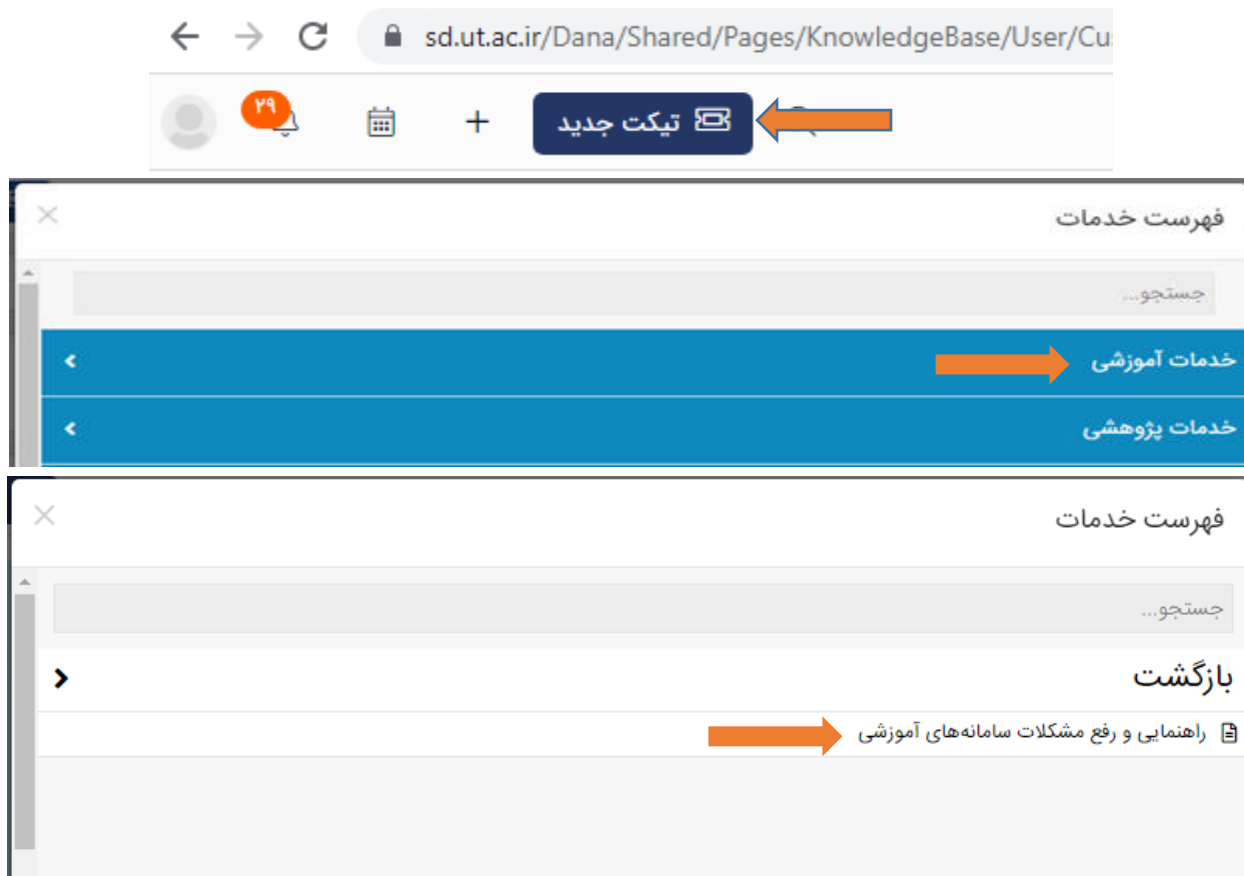 sd.ut.ac.ir/Dana/Shared/Pages/KnowledgeBase/User/Cu
۲۹
تیکت جدید
فهرست خدمات
جستجو...
خدمات آموزشی
خدمات پژوهشی
فهرست خدمات
جستجو...
بازگشت
راهنمایی و رفع مشکلات سامانه‌های آموزشی